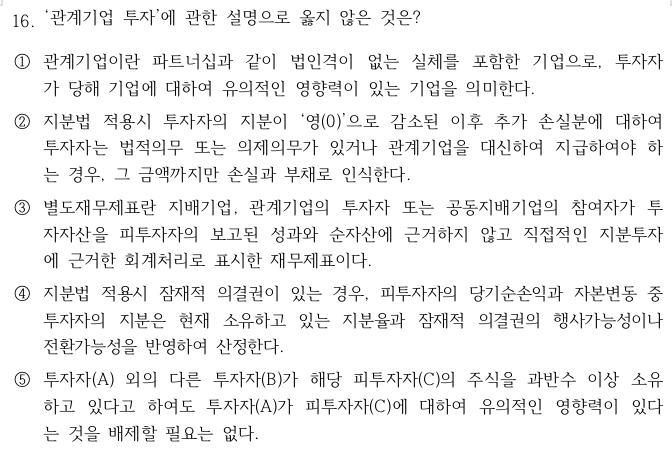 16. ‘관계기업 투자’에 관한 설명으로 옳지 않은 것은?
① 관계기업이란 파트너십과 같이 법인격이 없는 실체를 포함한 기업으로, 투자자
가 당해 기업에 대하여 유의적인 영향력이 있는 기업을 의미한다.
② 지분법 적용시 투자자의 지분이 ‘영(0)’으로 감소된 이후 추가 손실분에 대하여
투자자는 법적의무 또는 의제의무가 있거나 관계기업을 대신하여 지급하여야 하
는 경우, 그 금액까지만 손실과 부채로 인식한다.
③ 별도재무제표란 지배기업, 관계기업의 투자자 또는 공동지배기업의 참여자가 투
자자산을 피투자자의 보고된 성과와 순자산에 근거하지 않고 직접적인 지분투자
에 근거한 회계처리로 표시한 재무제표이다.
④ 지분법 적용시 잠재적 의결권이 있는 경우, 피투자자의 당기순손익과 자본변동 중
투자자의 지분은 현재 소유하고 있는 지분율과 잠재적 의결권의 행사가능성이나
전환가능성을 반영하여 산정한다.
⑤ 투자자(A) 외의 다른 투자자(B)가 해당 피투자자(C)의 주식을 과반수 이상 소유
하고 있다고 하여도 투자자(A)가 피투자자(C)에 대하여 유의적인 영향력이 있다
는 것을 배제할 필요는 없다.